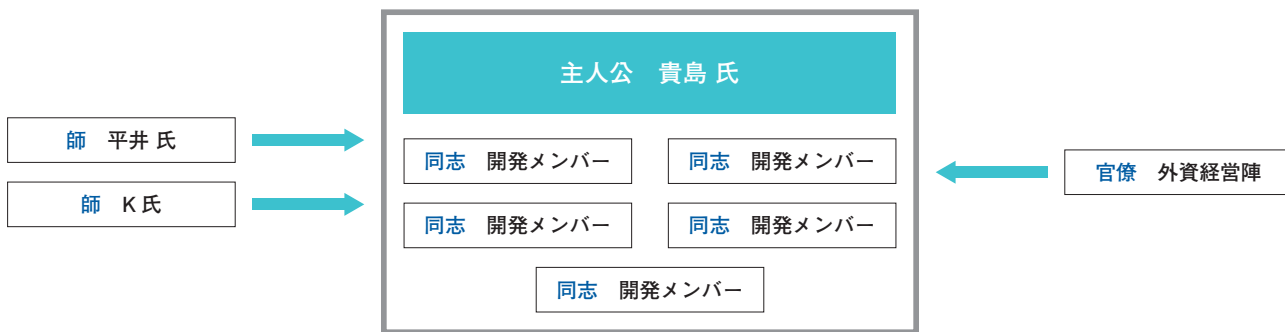 主人公　貴島 氏
師　平井 氏
師　K 氏
同志　開発メンバー
同志　開発メンバー
同志　開発メンバー
同志　開発メンバー
同志　開発メンバー
官僚　外資経営陣